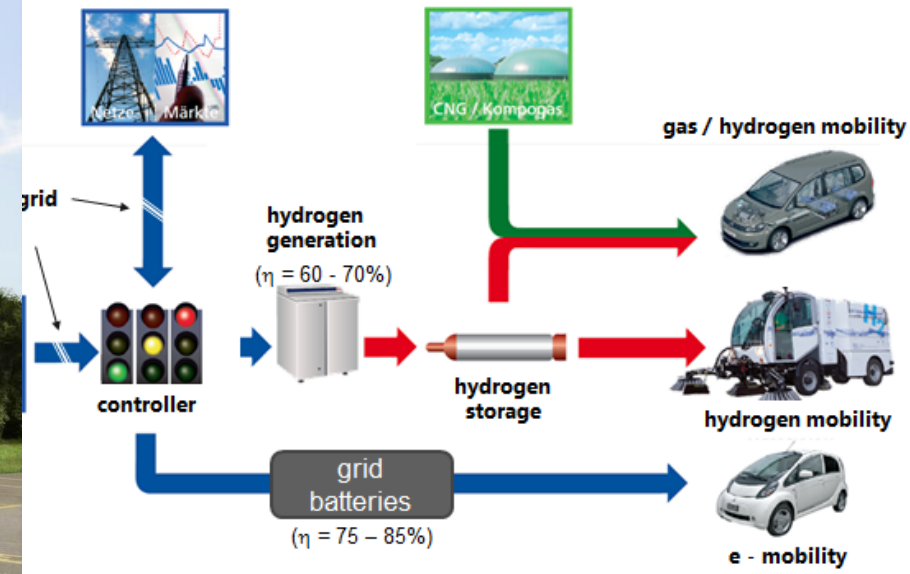 Netze Märkte
CNG / Kompogas
gas / hydrogen mobility
grid
hydrogen
generation
(η = 60 - 70%)
controller
hydrogen
storage
H₂
hydrogen mobility
grid
batteries
(η = 75 – 85%)
e - mobility